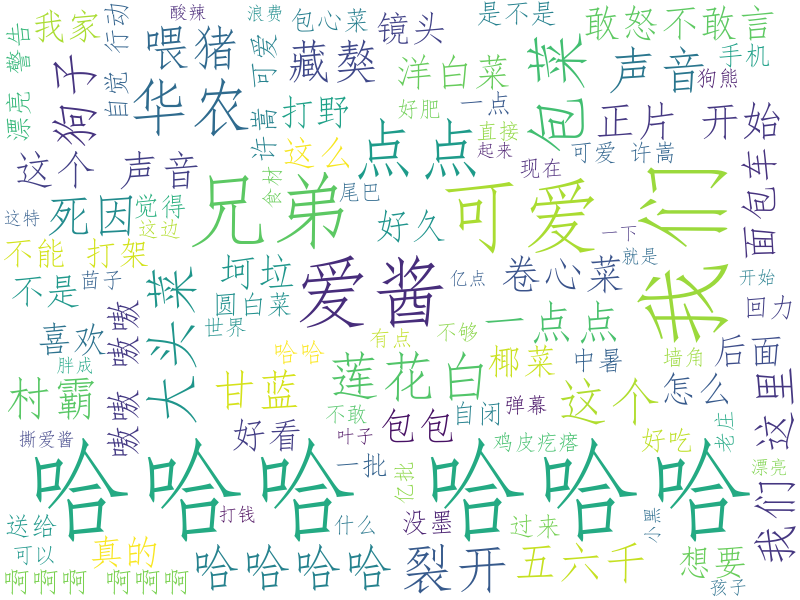 酸辣
浪费
包心菜
镜头
是不是
敢怒不敢言
我家
行动
警告
喂猪
可爱
藏獒
洋白菜
包菜
声音
手机
狗熊
狗子
漂亮
自觉
华农
许嵩
打野
好肥
一点
正片
开始
这个
声音
这么
点点
直接
起来
现在
可爱
许嵩
面包车
食材
尾巴
兄弟
可爱
我们
这特
死因
觉得
这边
好久
一下
不能
打架
就是
不是
茴子
大头菜
坷垃
爱酱
亿点
卷心菜
开始
圆白菜
嗷嗷
世界
一点点
回力
喜欢
有点
不够
哈哈
胖成
莲花白
椰菜
中暑
墙角
后面
村霸
甘蓝
这个
怎么
这里
嗷嗷
不敢
包包
自闭
弹幕
老庄
撕爱酱
好看
叶子
鸡皮疙瘩
好吃
哈哈哈
一批
哈哈哈
漂亮
亿批
我们
送给
打钱
什么
没墨
过来
小黑
可以
真的
哈哈哈哈
裂开
五六千
想要
啊啊啊
啊啊啊
孩子